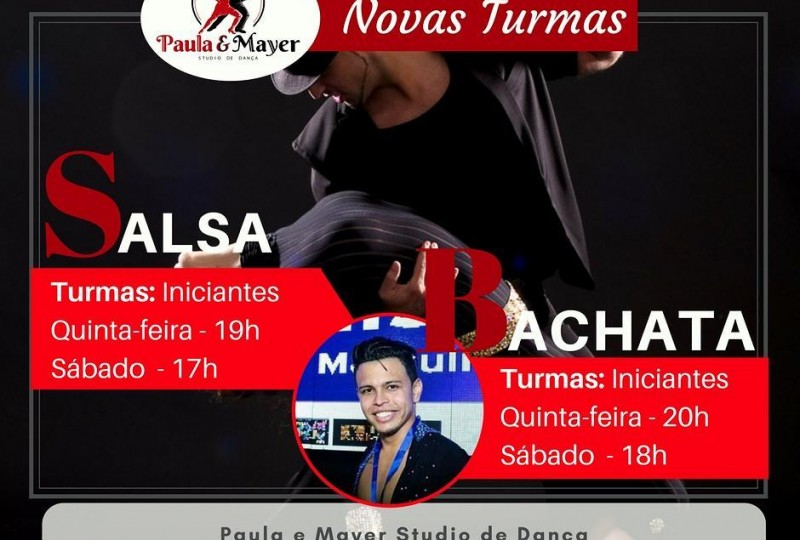 Paula & Mayer
STUDIO DE DANÇA
Novas Turmas
SALSA
Turmas: Iniciantes
Quinta-feira - 19h
Sábado - 17h
BACHATA
Turmas: Iniciantes
Quinta-feira - 20h
Sábado - 18h
Paula e Mayer Studio de Dança